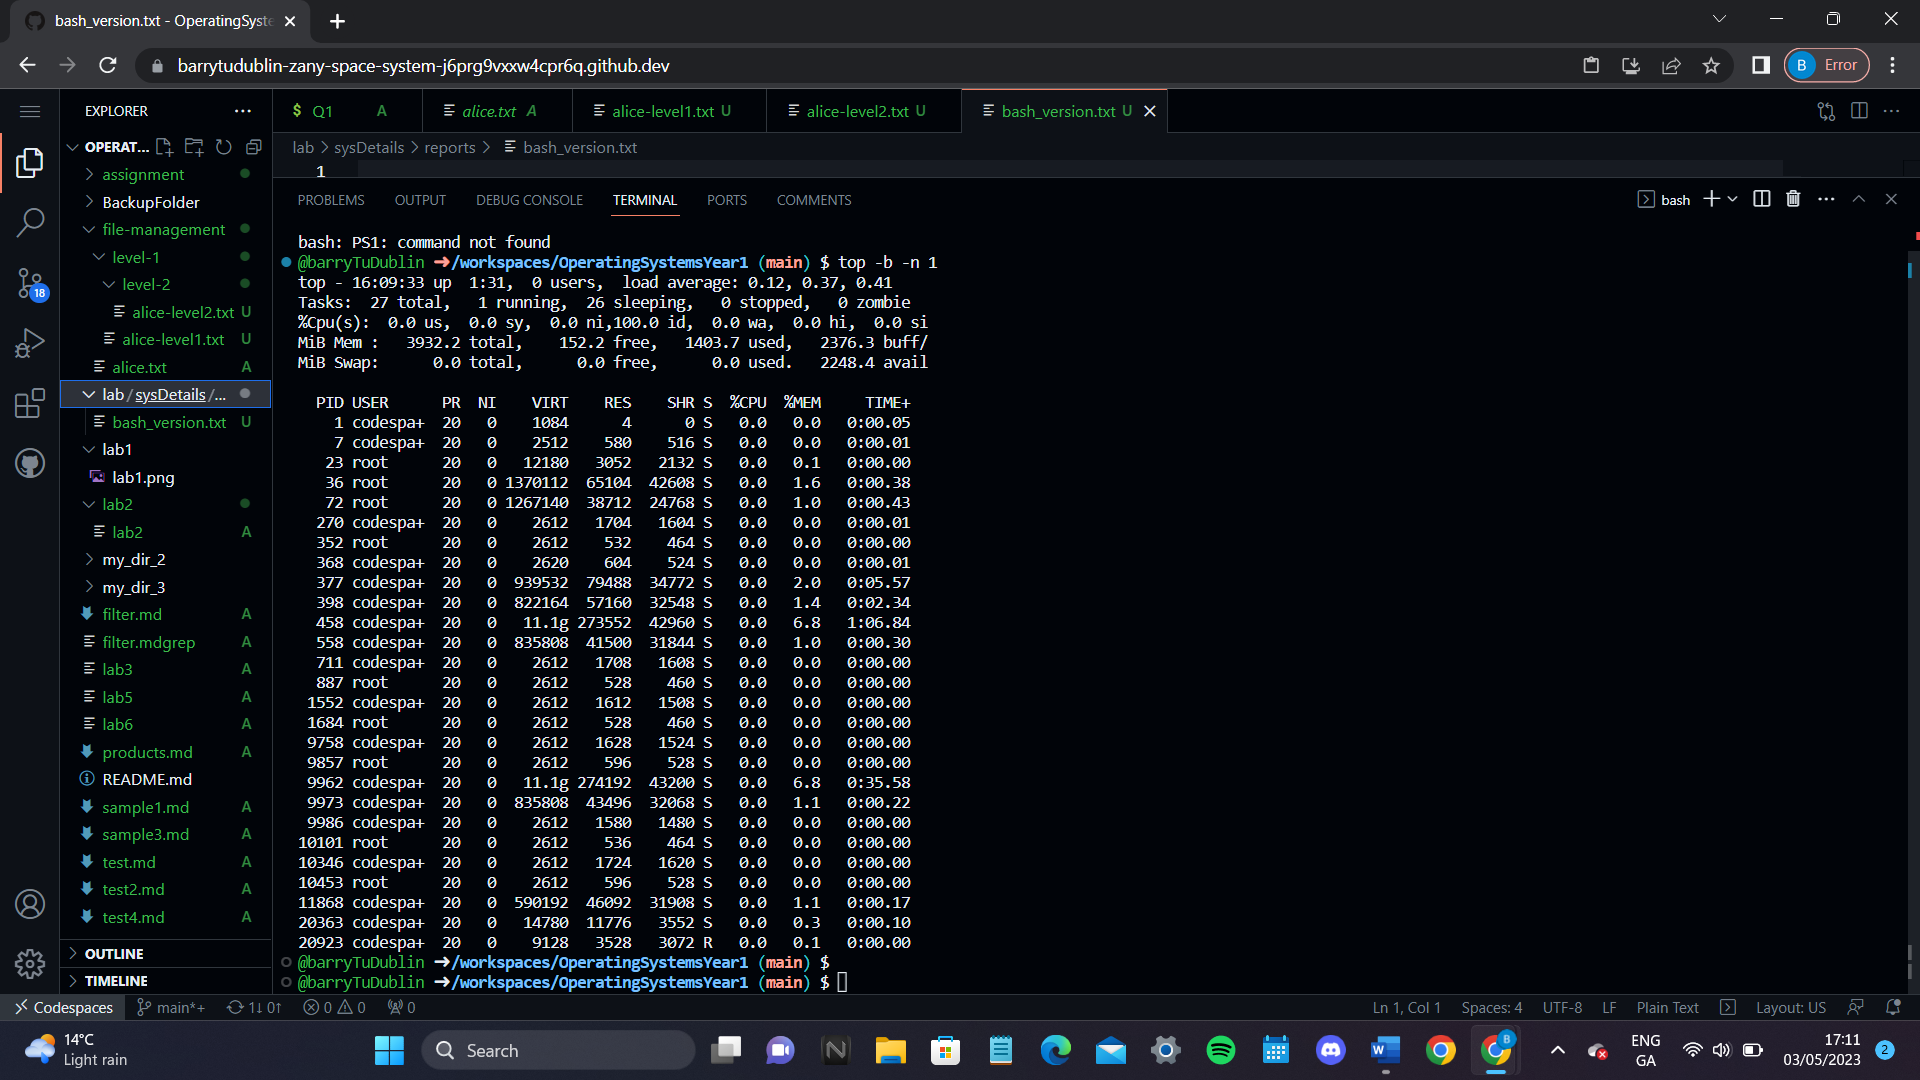 bash_version.txt - OperatingSyste
barrytudublin-zany-space-system-j6prg9vxxw4cpr6q.github.dev
B Error
EXPLORER
Q1 A
alice.txt A
alice-level1.txt U
alice-level2.txt U
bash_version.txt U
OPERAT...
lab > sysDetails > reports > bash_version.txt
1
assignment
BackupFolder
file-management
level-1
level-2
alice-level2.txt U
alice-level1.txt U
alice.txt A
lab/sysDetails/...
bash_version.txt U
lab1
lab1.png
lab2
lab2 A
my_dir_2
my_dir_3
filter.md A
filter.mdgrep A
lab3 A
lab5 A
lab6 A
products.md A
README.md
sample1.md A
sample3.md A
test.md A
test2.md A
test4.md A
OUTLINE
TIMELINE
18
PROBLEMS OUTPUT DEBUG CONSOLE TERMINAL PORTS COMMENTS
bash
bash: PS1: command not found
@barryTuDublin ➜/workspaces/OperatingSystemsYear1 (main) $ top -b -n 1
top - 16:09:33 up  1:31,  0 users,  load average: 0.12, 0.37, 0.41
Tasks:  27 total,   1 running,  26 sleeping,   0 stopped,   0 zombie
%Cpu(s):  0.0 us,  0.0 sy,  0.0 ni,100.0 id,  0.0 wa,  0.0 hi,  0.0 si
MiB Mem :   3932.2 total,    152.2 free,   1403.7 used,   2376.3 buff/
MiB Swap:      0.0 total,      0.0 free,      0.0 used.   2248.4 avail
PID USER PR NI VIRT RES SHR S %CPU %MEM TIME+
1 codespa+ 20 0 1084 4 0 S 0.0 0.0 0:00.05
7 codespa+ 20 0 2512 580 516 S 0.0 0.0 0:00.01
23 root 20 0 12180 3052 2132 S 0.0 0.1 0:00.00
36 root 20 0 1370112 65104 42608 S 0.0 1.6 0:00.38
72 root 20 0 1267140 38712 24768 S 0.0 1.0 0:00.43
270 codespa+ 20 0 2612 1704 1604 S 0.0 0.0 0:00.01
352 root 20 0 2612 532 464 S 0.0 0.0 0:00.00
368 codespa+ 20 0 2620 604 524 S 0.0 0.0 0:00.01
377 codespa+ 20 0 939532 79488 34772 S 0.0 2.0 0:05.57
398 codespa+ 20 0 822164 57160 32548 S 0.0 1.4 0:02.34
458 codespa+ 20 0 11.1g 273552 42960 S 0.0 6.8 1:06.84
558 codespa+ 20 0 835808 41500 31844 S 0.0 1.0 0:00.30
711 codespa+ 20 0 2612 1708 1608 S 0.0 0.0 0:00.00
887 root 20 0 2612 528 460 S 0.0 0.0 0:00.00
1552 codespa+ 20 0 2612 1612 1508 S 0.0 0.0 0:00.00
1684 root 20 0 2612 528 460 S 0.0 0.0 0:00.00
9758 codespa+ 20 0 2612 1628 1524 S 0.0 0.0 0:00.00
9857 root 20 0 2612 596 528 S 0.0 0.0 0:00.00
9962 codespa+ 20 0 11.1g 274192 43200 S 0.0 6.8 0:35.58
9973 codespa+ 20 0 835808 43496 32068 S 0.0 1.1 0:00.22
9986 codespa+ 20 0 2612 1580 1480 S 0.0 0.0 0:00.00
10101 root 20 0 2612 536 464 S 0.0 0.0 0:00.00
10346 codespa+ 20 0 2612 1724 1620 S 0.0 0.0 0:00.00
10453 root 20 0 2612 596 528 S 0.0 0.0 0:00.00
11868 codespa+ 20 0 590192 46092 31908 S 0.0 1.1 0:00.17
20363 codespa+ 20 0 14780 11776 3552 S 0.0 0.3 0:00.10
20923 codespa+ 20 0 9128 3528 3072 R 0.0 0.1 0:00.00
@barryTuDublin ➜/workspaces/OperatingSystemsYear1 (main) $
@barryTuDublin ➜/workspaces/OperatingSystemsYear1 (main) $
Codespaces main*+ 1↓ 0↑ 0 0 0 Ln 1, Col 1 Spaces: 4 UTF-8 LF Plain Text Layout: US
14°C
Light rain
Search
ENG
GA
17:11
03/05/2023
2